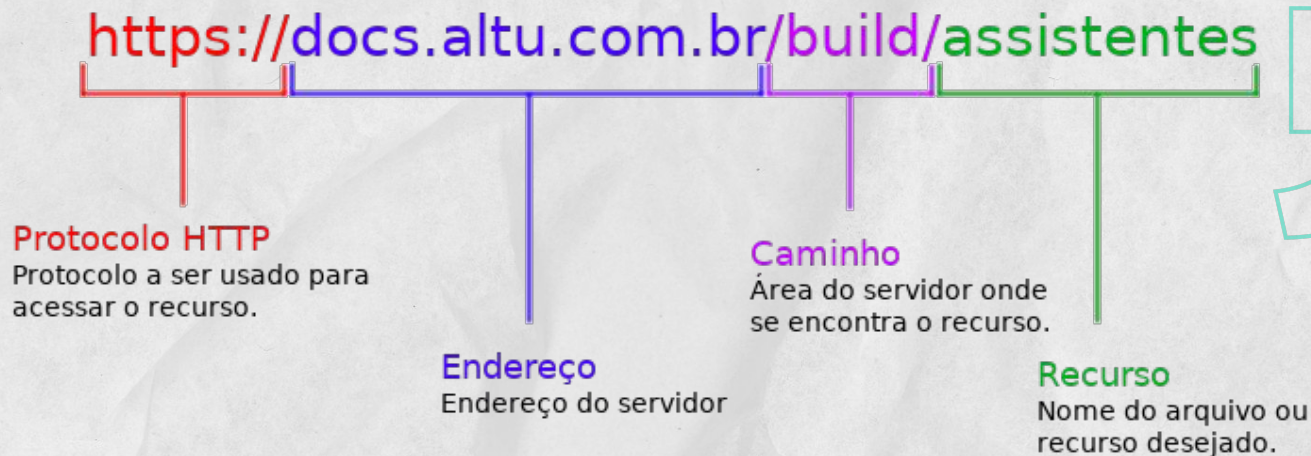 https://docs.altu.com.br/build/assistentes
Protocolo HTTP
Protocolo a ser usado para
acessar o recurso.
Endereço
Endereço do servidor
Caminho
Área do servidor onde
se encontra o recurso.
Recurso
Nome do arquivo ou
recurso desejado.